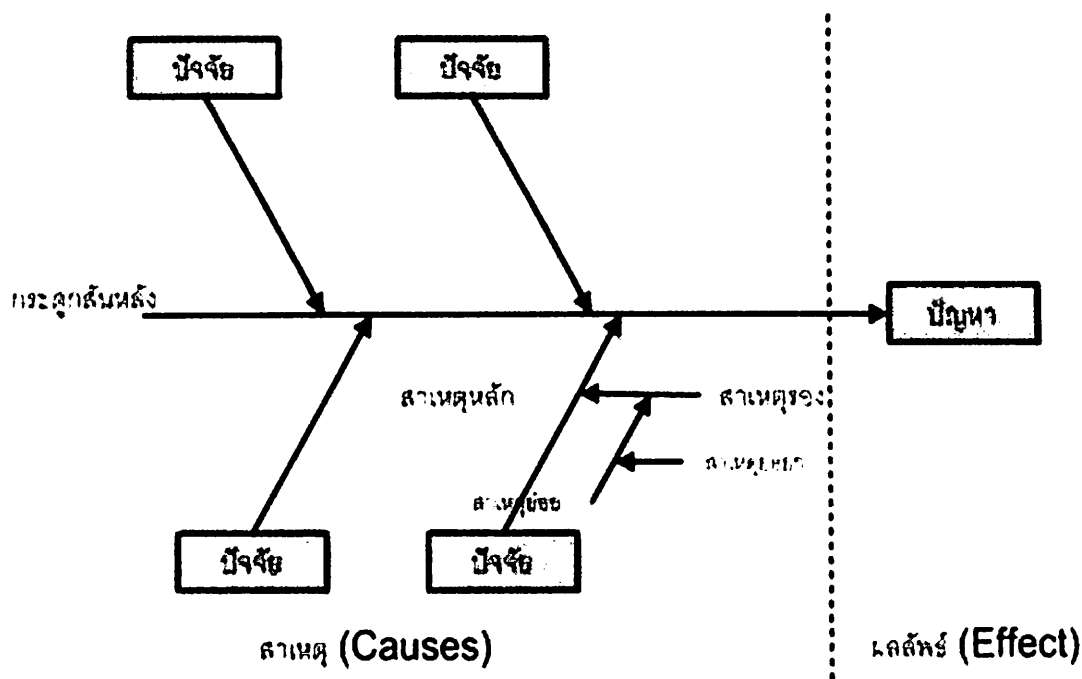 ปัจจัย
ปัจจัย
กระดูกสันหลัง
ปัญหา
สาเหตุหลัก
สาเหตุรอง
สาเหตุย่อย
ปัจจัย
ปัจจัย
สาเหตุ (Causes)
ผลลัพธ์ (Effect)